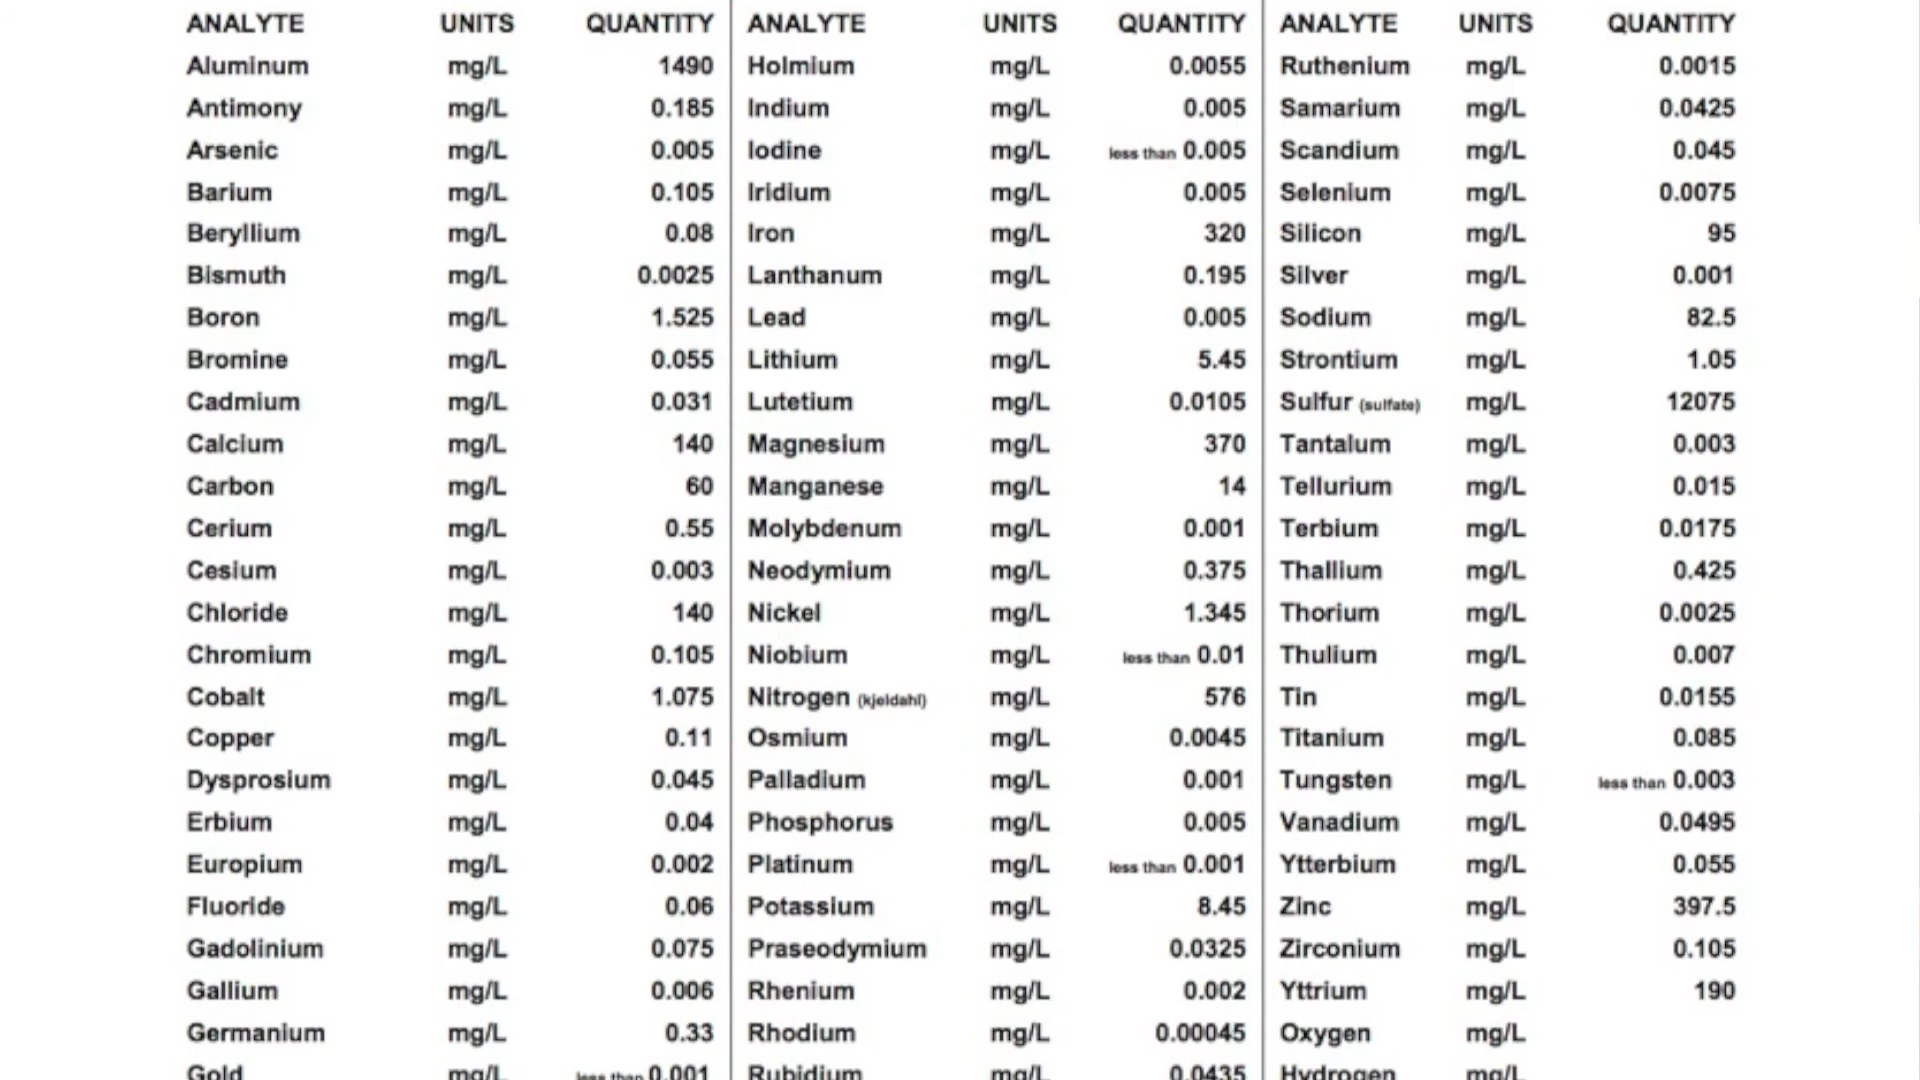 ANALYTE UNITS QUANTITY ANALYTE UNITS QUANTITY ANALYTE UNITS QUANTITY
Aluminum mg/L 1490 Holmium mg/L 0.0055 Ruthenium mg/L 0.0015
Antimony mg/L 0.185 Indium mg/L 0.005 Samarium mg/L 0.0425
Arsenic mg/L 0.005 Iodine mg/L less than 0.005 Scandium mg/L 0.045
Barium mg/L 0.105 Iridium mg/L 0.005 Selenium mg/L 0.0075
Beryllium mg/L 0.08 Iron mg/L 320 Silicon mg/L 95
Bismuth mg/L 0.0025 Lanthanum mg/L 0.195 Silver mg/L 0.001
Boron mg/L 1.525 Lead mg/L 0.005 Sodium mg/L 82.5
Bromine mg/L 0.055 Lithium mg/L 5.45 Strontium mg/L 1.05
Cadmium mg/L 0.031 Lutetium mg/L 0.0105 Sulfur (sulfate) mg/L 12075
Calcium mg/L 140 Magnesium mg/L 370 Tantalum mg/L 0.003
Carbon mg/L 60 Manganese mg/L 14 Tellurium mg/L 0.015
Cerium mg/L 0.55 Molybdenum mg/L 0.001 Terbium mg/L 0.0175
Cesium mg/L 0.003 Neodymium mg/L 0.375 Thallium mg/L 0.425
Chloride mg/L 140 Nickel mg/L 1.345 Thorium mg/L 0.0025
Chromium mg/L 0.105 Niobium mg/L less than 0.01 Thulium mg/L 0.007
Cobalt mg/L 1.075 Nitrogen (kjeldahl) mg/L 576 Tin mg/L 0.0155
Copper mg/L 0.11 Osmium mg/L 0.0045 Titanium mg/L 0.085
Dysprosium mg/L 0.045 Palladium mg/L 0.001 Tungsten mg/L less than 0.003
Erbium mg/L 0.04 Phosphorus mg/L 0.005 Vanadium mg/L 0.0495
Europium mg/L 0.002 Platinum mg/L less than 0.001 Ytterbium mg/L 0.055
Fluoride mg/L 0.06 Potassium mg/L 8.45 Zinc mg/L 397.5
Gadolinium mg/L 0.075 Praseodymium mg/L 0.0325 Zirconium mg/L 0.105
Gallium mg/L 0.006 Rhenium mg/L 0.002 Yttrium mg/L 190
Germanium mg/L 0.33 Rhodium mg/L 0.00045 Oxygen mg/L
Gold mg/L less than 0.001 Rubidium mg/L 0.0435 Hydrogen mg/L